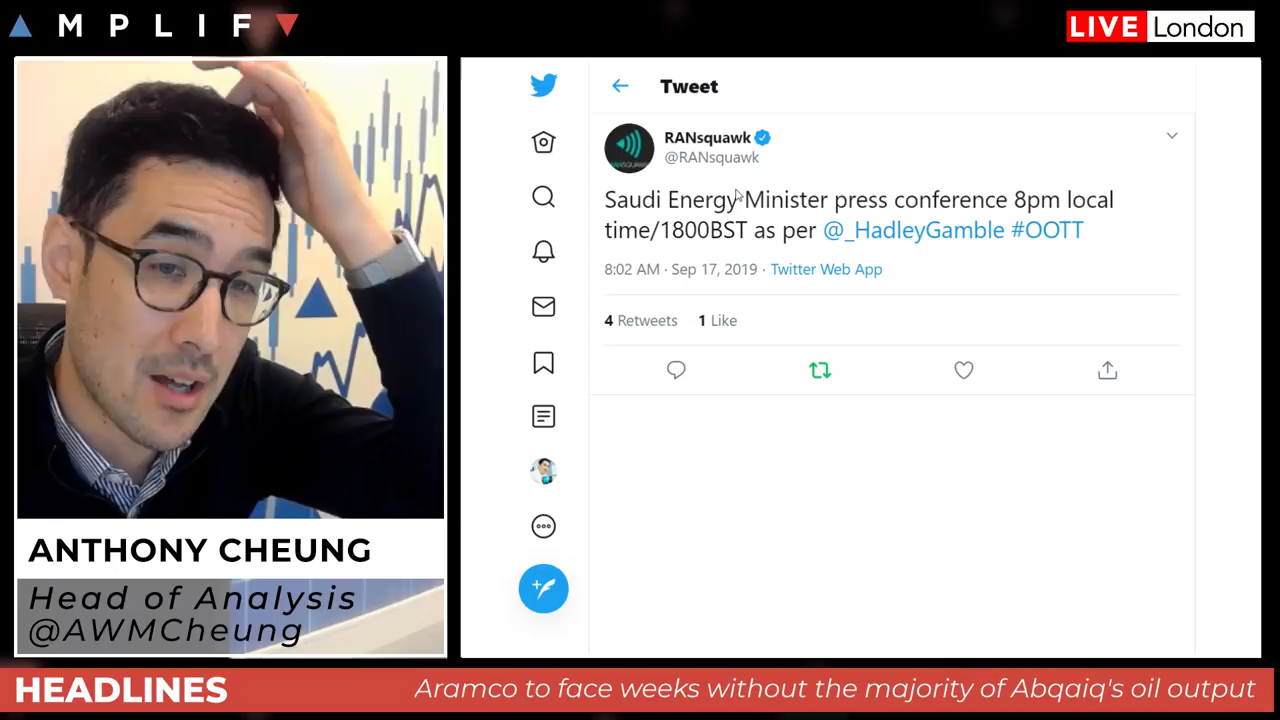 AMPLIFY
LIVE London
Tweet
RANsquawk
@RANsquawk
Saudi Energy Minister press conference 8pm local
time/1800BST as per @_HadleyGamble #OOTT
8:02 AM · Sep 17, 2019 · Twitter Web App
4 Retweets 1 Like
ANTHONY CHEUNG
Head of Analysis
@AWMCheung
HEADLINES Aramco to face weeks without the majority of Abqaiq's oil output